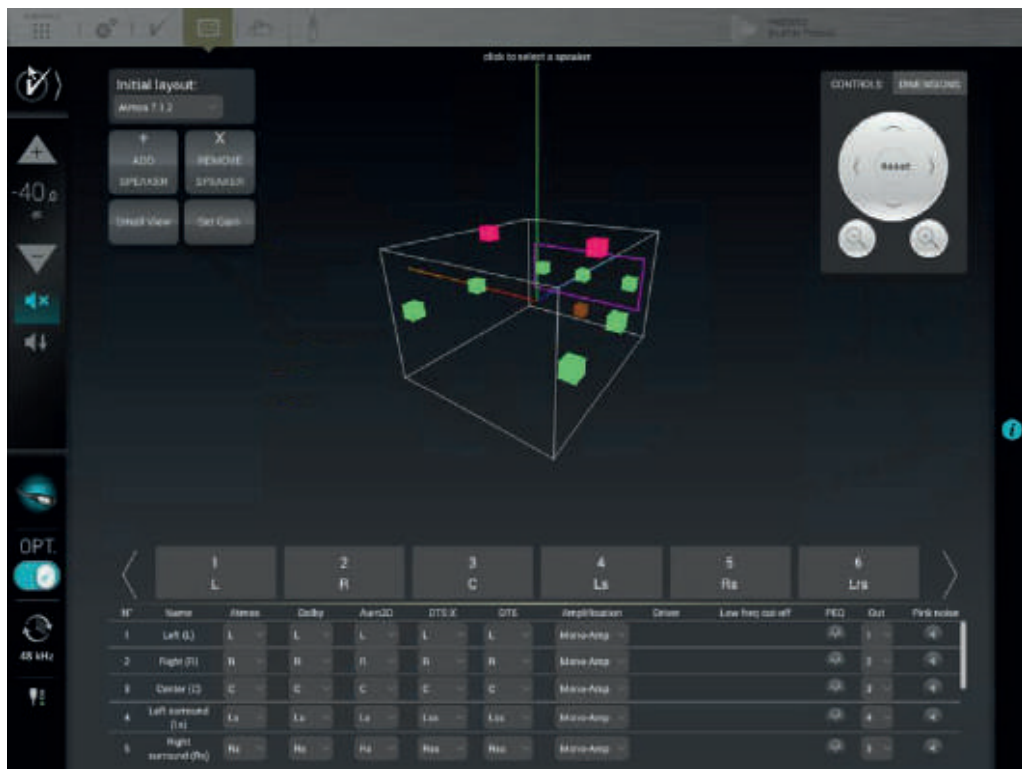 click to select a speaker
Initial layout:
Atmos 7.1.2
+
ADD
SPEAKER
X
REMOVE
SPEAKER
Small View
Set Gain
CONTROLS
DIMENSIONS
Reset
+
-40.0
−
OPT.
48 kHz
i
1
L
2
R
3
C
4
Ls
5
Rs
6
Lrs
N° Name Atmos Dolby Auro3D DTS:X DTS Amplification Driver Low freq cut off PEQ Out Pink noise
1 Left (L) L L L L L Mono-Amp 1
2 Right (R) R R R R R Mono-Amp 2
3 Center (C) C C C C C Mono-Amp 3
4 Left surround (Ls) Ls Ls Ls Lss Lss Mono-Amp 4
5 Right surround (Rs) Rs Rs Rs Rss Rss Mono-Amp 5